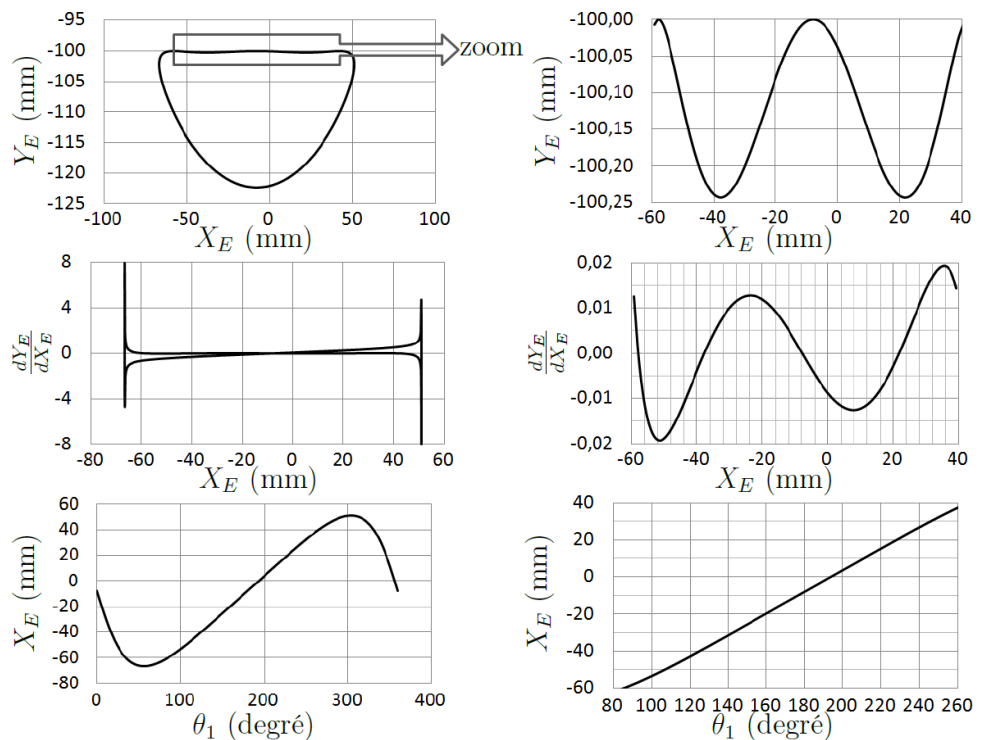 -95
-100
-105
-110
-115
-120
-125
-100 -50 0 50 100
Y_E (mm)
X_E (mm)
zoom
-100,00
-100,05
-100,10
-100,15
-100,20
-100,25
-60 -40 -20 0 20 40
Y_E (mm)
X_E (mm)
8
4
0
-4
-8
-80 -60 -40 -20 0 20 40 60
dY_E
dX_E
X_E (mm)
0,02
0,01
0,00
-0,01
-0,02
-60 -40 -20 0 20 40
dY_E
dX_E
X_E (mm)
60
40
20
0
-20
-40
-60
-80
0 100 200 300 400
X_E (mm)
θ_1 (degré)
40
20
0
-20
-40
-60
80 100 120 140 160 180 200 220 240 260
X_E (mm)
θ_1 (degré)